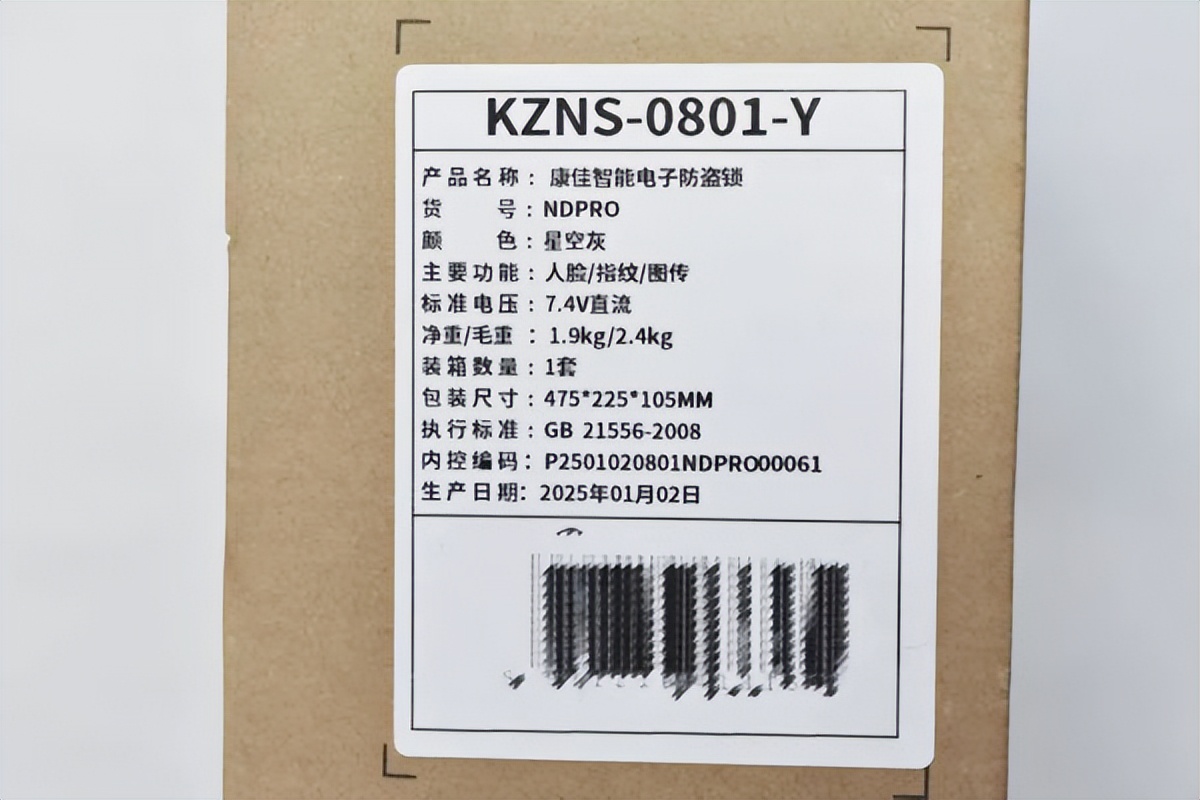 KZNS-0801-Y
产品名称：康佳智能电子防盗锁
货 号：NDPRO
颜 色：星空灰
主要功能：人脸/指纹/图传
标准电压：7.4V直流
净重/毛重：1.9kg/2.4kg
装箱数量：1套
包装尺寸：475*225*105MM
执行标准：GB 21556-2008
内控编码：P2501020801NDPRO00061
生产日期：2025年01月02日